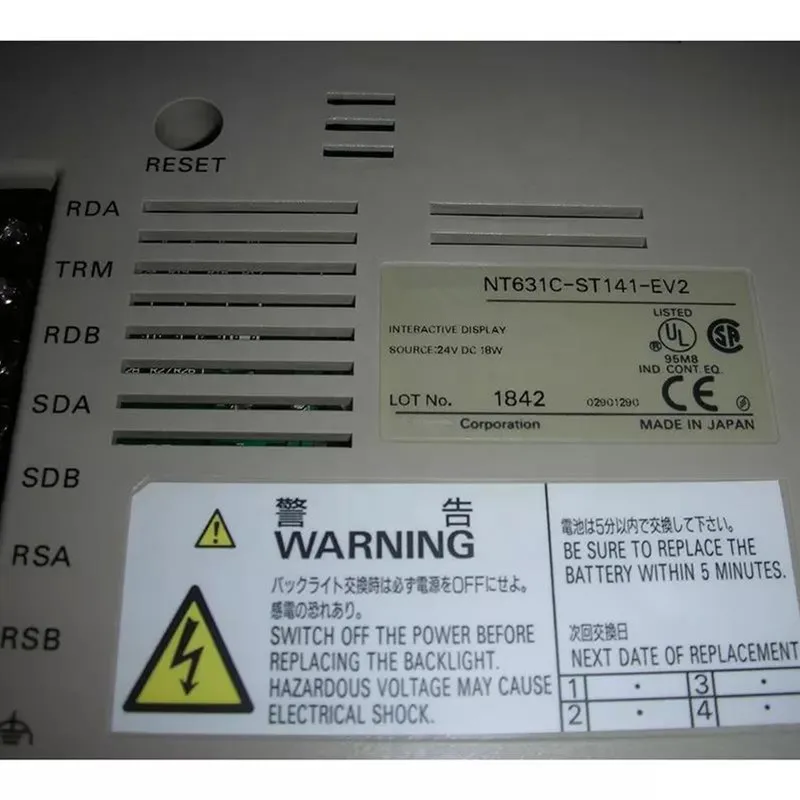 RESET
RDA
TRM
RDB
SDA
SDB
RSA
RSB
NT631C-ST141-EV2
INTERACTIVE DISPLAY
SOURCE:24V DC 18W
LISTED
UL
®
SA
95M8
IND CONT. EQ.
LOT No. 1842 02901290
CE
Corporation
MADE IN JAPAN
警告
WARNING
バックライト交換時は必ず電源をOFFにせよ。
感電の恐れあり。
SWITCH OFF THE POWER BEFORE
REPLACING THE BACKLIGHT.
HAZARDOUS VOLTAGE MAY CAUSE
ELECTRICAL SHOCK.
電池は5分以内で交換して下さい。
BE SURE TO REPLACE THE
BATTERY WITHIN 5 MINUTES.
次回交換日
NEXT DATE OF REPLACEMENT
1 · 3 ·
2 · 4 ·